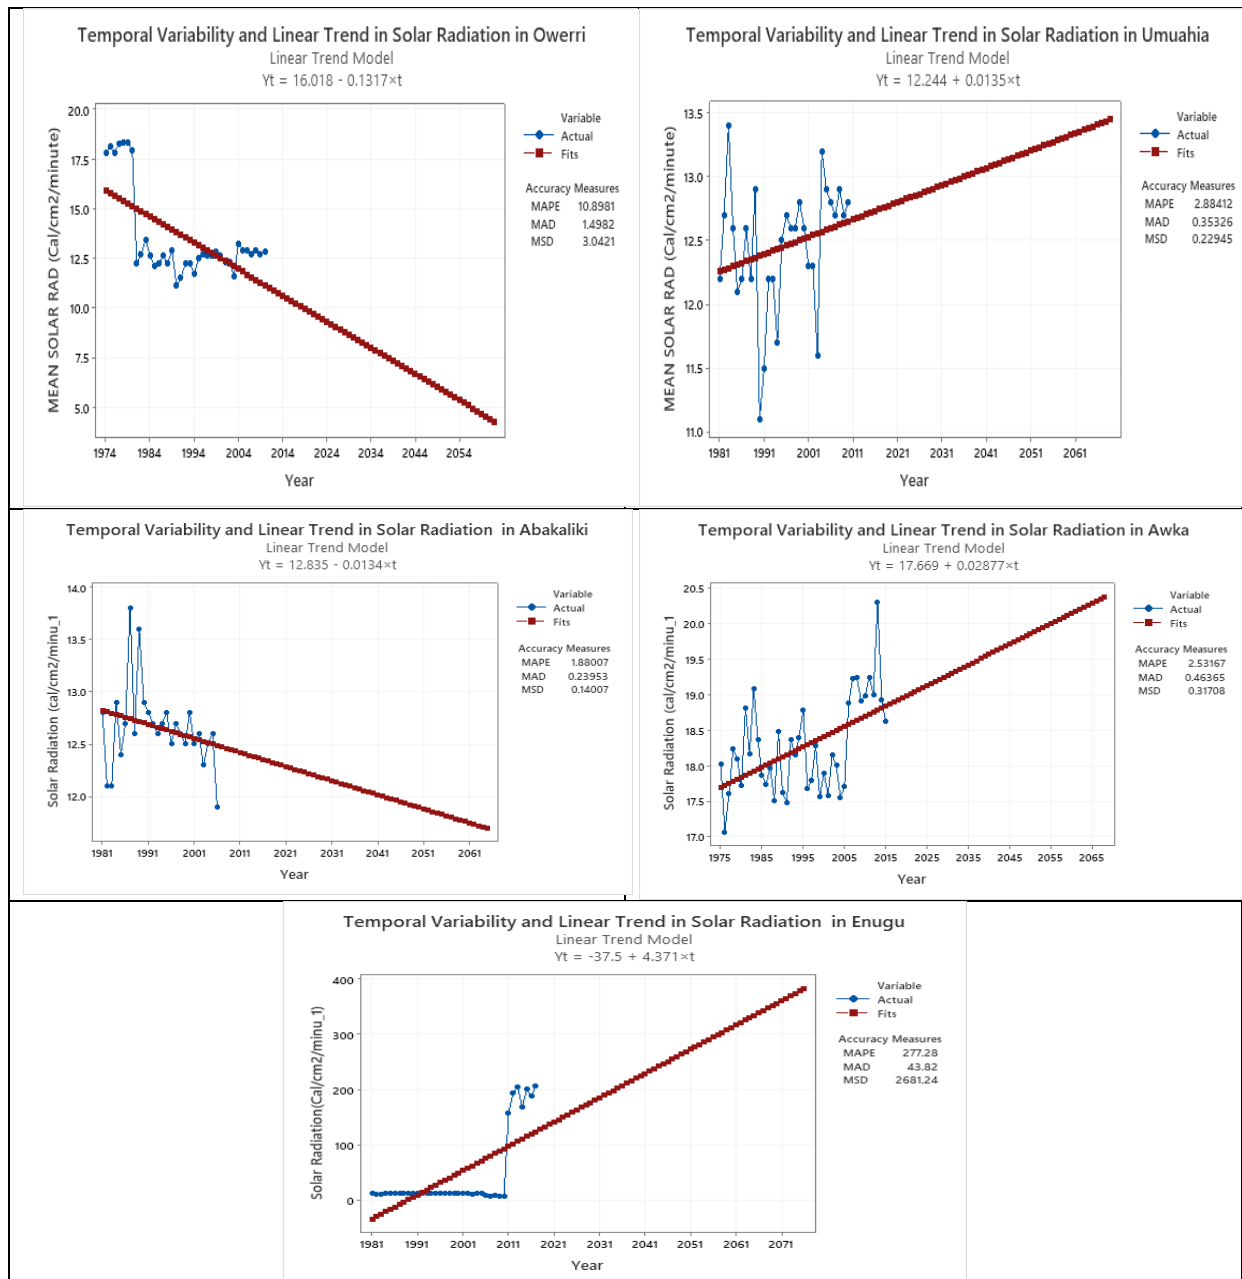 Temporal Variability and Linear Trend in Solar Radiation in Owerri
Linear Trend Model
Yt = 16.018 - 0.1317×t
MEAN SOLAR RAD (Cal/cm2/minute)
20.0
17.5
15.0
12.5
10.0
7.5
5.0
1974 1984 1994 2004 2014 2024 2034 2044 2054
Year
Variable
Actual
Fits
Accuracy Measures
MAPE 10.8981
MAD 1.4982
MSD 3.0421
Temporal Variability and Linear Trend in Solar Radiation in Umuahia
Linear Trend Model
Yt = 12.244 + 0.0135×t
MEAN SOLAR RAD (Cal/cm2/minute)
13.5
13.0
12.5
12.0
11.5
11.0
1981 1991 2001 2011 2021 2031 2041 2051 2061
Year
Variable
Actual
Fits
Accuracy Measures
MAPE 2.88412
MAD 0.35326
MSD 0.22945
Temporal Variability and Linear Trend in Solar Radiation in Abakaliki
Linear Trend Model
Yt = 12.835 - 0.0134×t
Solar Radiation (cal/cm2/minu_1
14.0
13.5
13.0
12.5
12.0
1981 1991 2001 2011 2021 2031 2041 2051 2061
Year
Variable
Actual
Fits
Accuracy Measures
MAPE 1.88007
MAD 0.23953
MSD 0.14007
Temporal Variability and Linear Trend in Solar Radiation in Awka
Linear Trend Model
Yt = 17.669 + 0.02877×t
Solar Radiation (cal/cm2/minu_1
20.5
20.0
19.5
19.0
18.5
18.0
17.5
17.0
1975 1985 1995 2005 2015 2025 2035 2045 2055 2065
Year
Variable
Actual
Fits
Accuracy Measures
MAPE 2.53167
MAD 0.46365
MSD 0.31708
Temporal Variability and Linear Trend in Solar Radiation in Enugu
Linear Trend Model
Yt = -37.5 + 4.371×t
Solar Radiation(Cal/cm2/minu_1)
400
300
200
100
0
1981 1991 2001 2011 2021 2031 2041 2051 2061 2071
Year
Variable
Actual
Fits
Accuracy Measures
MAPE 277.28
MAD 43.82
MSD 2681.24